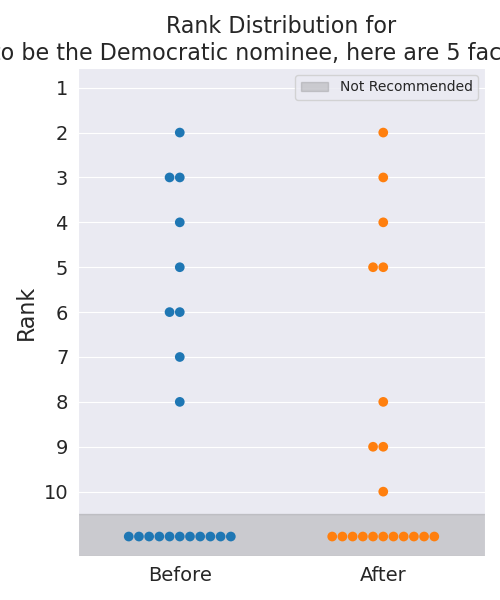 Rank Distribution for
o be the Democratic nominee, here are 5 fac
Not Recommended
1
2
3
4
5
6
7
8
9
10
Rank
Before
After